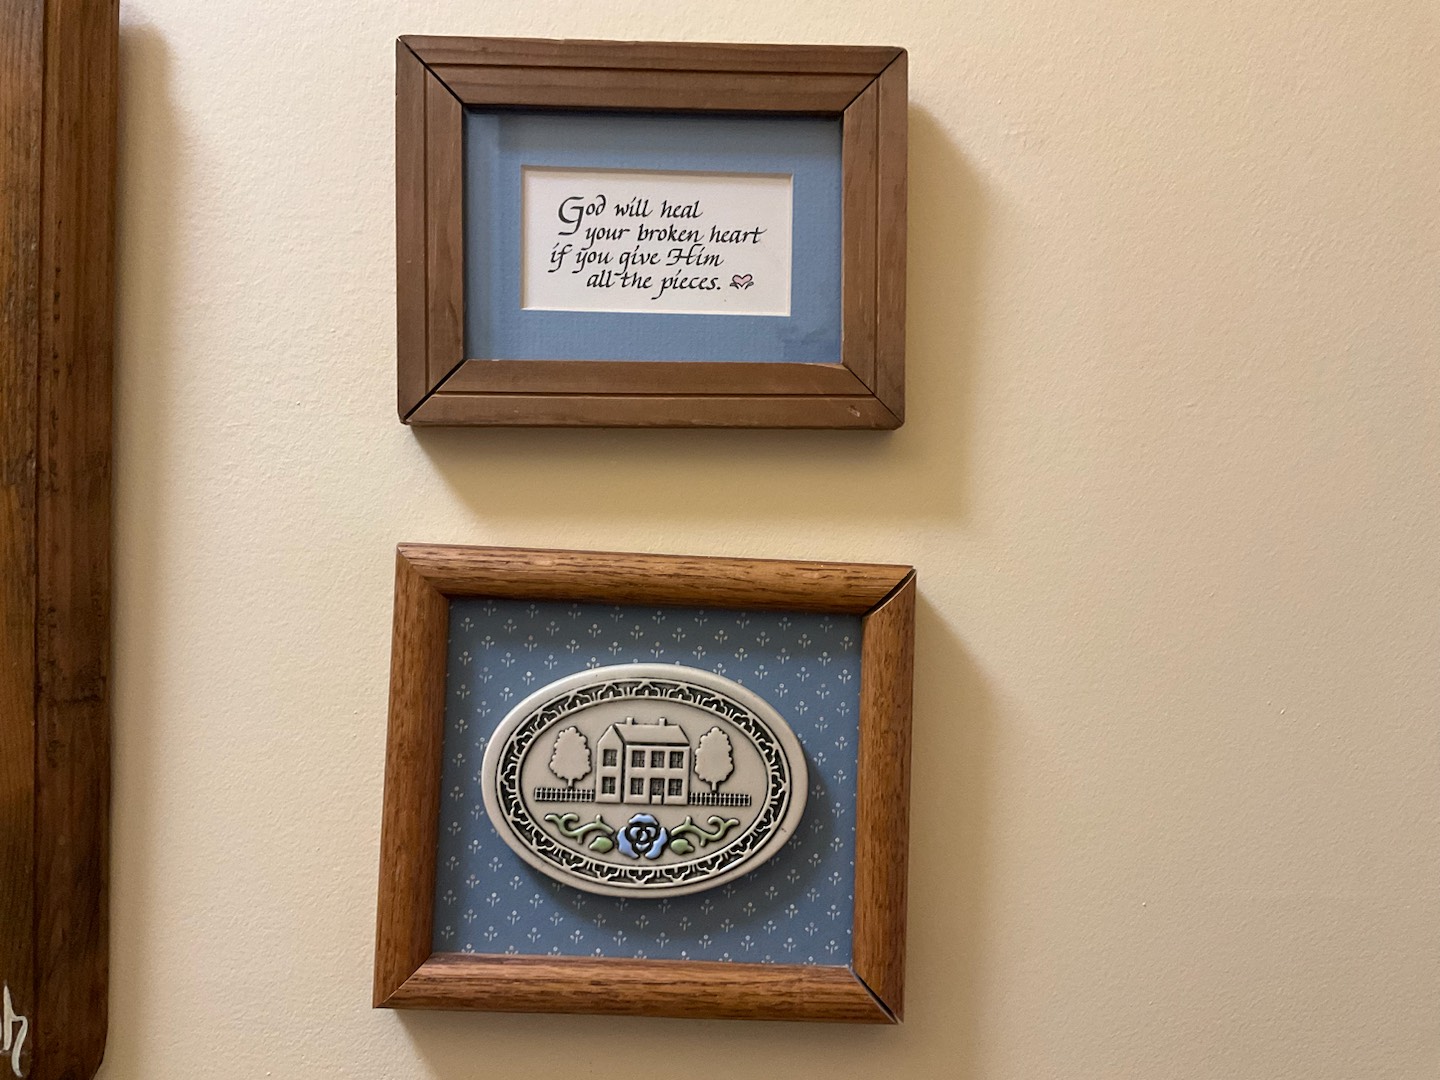 God will heal
your broken heart
if you give Him
all the pieces.